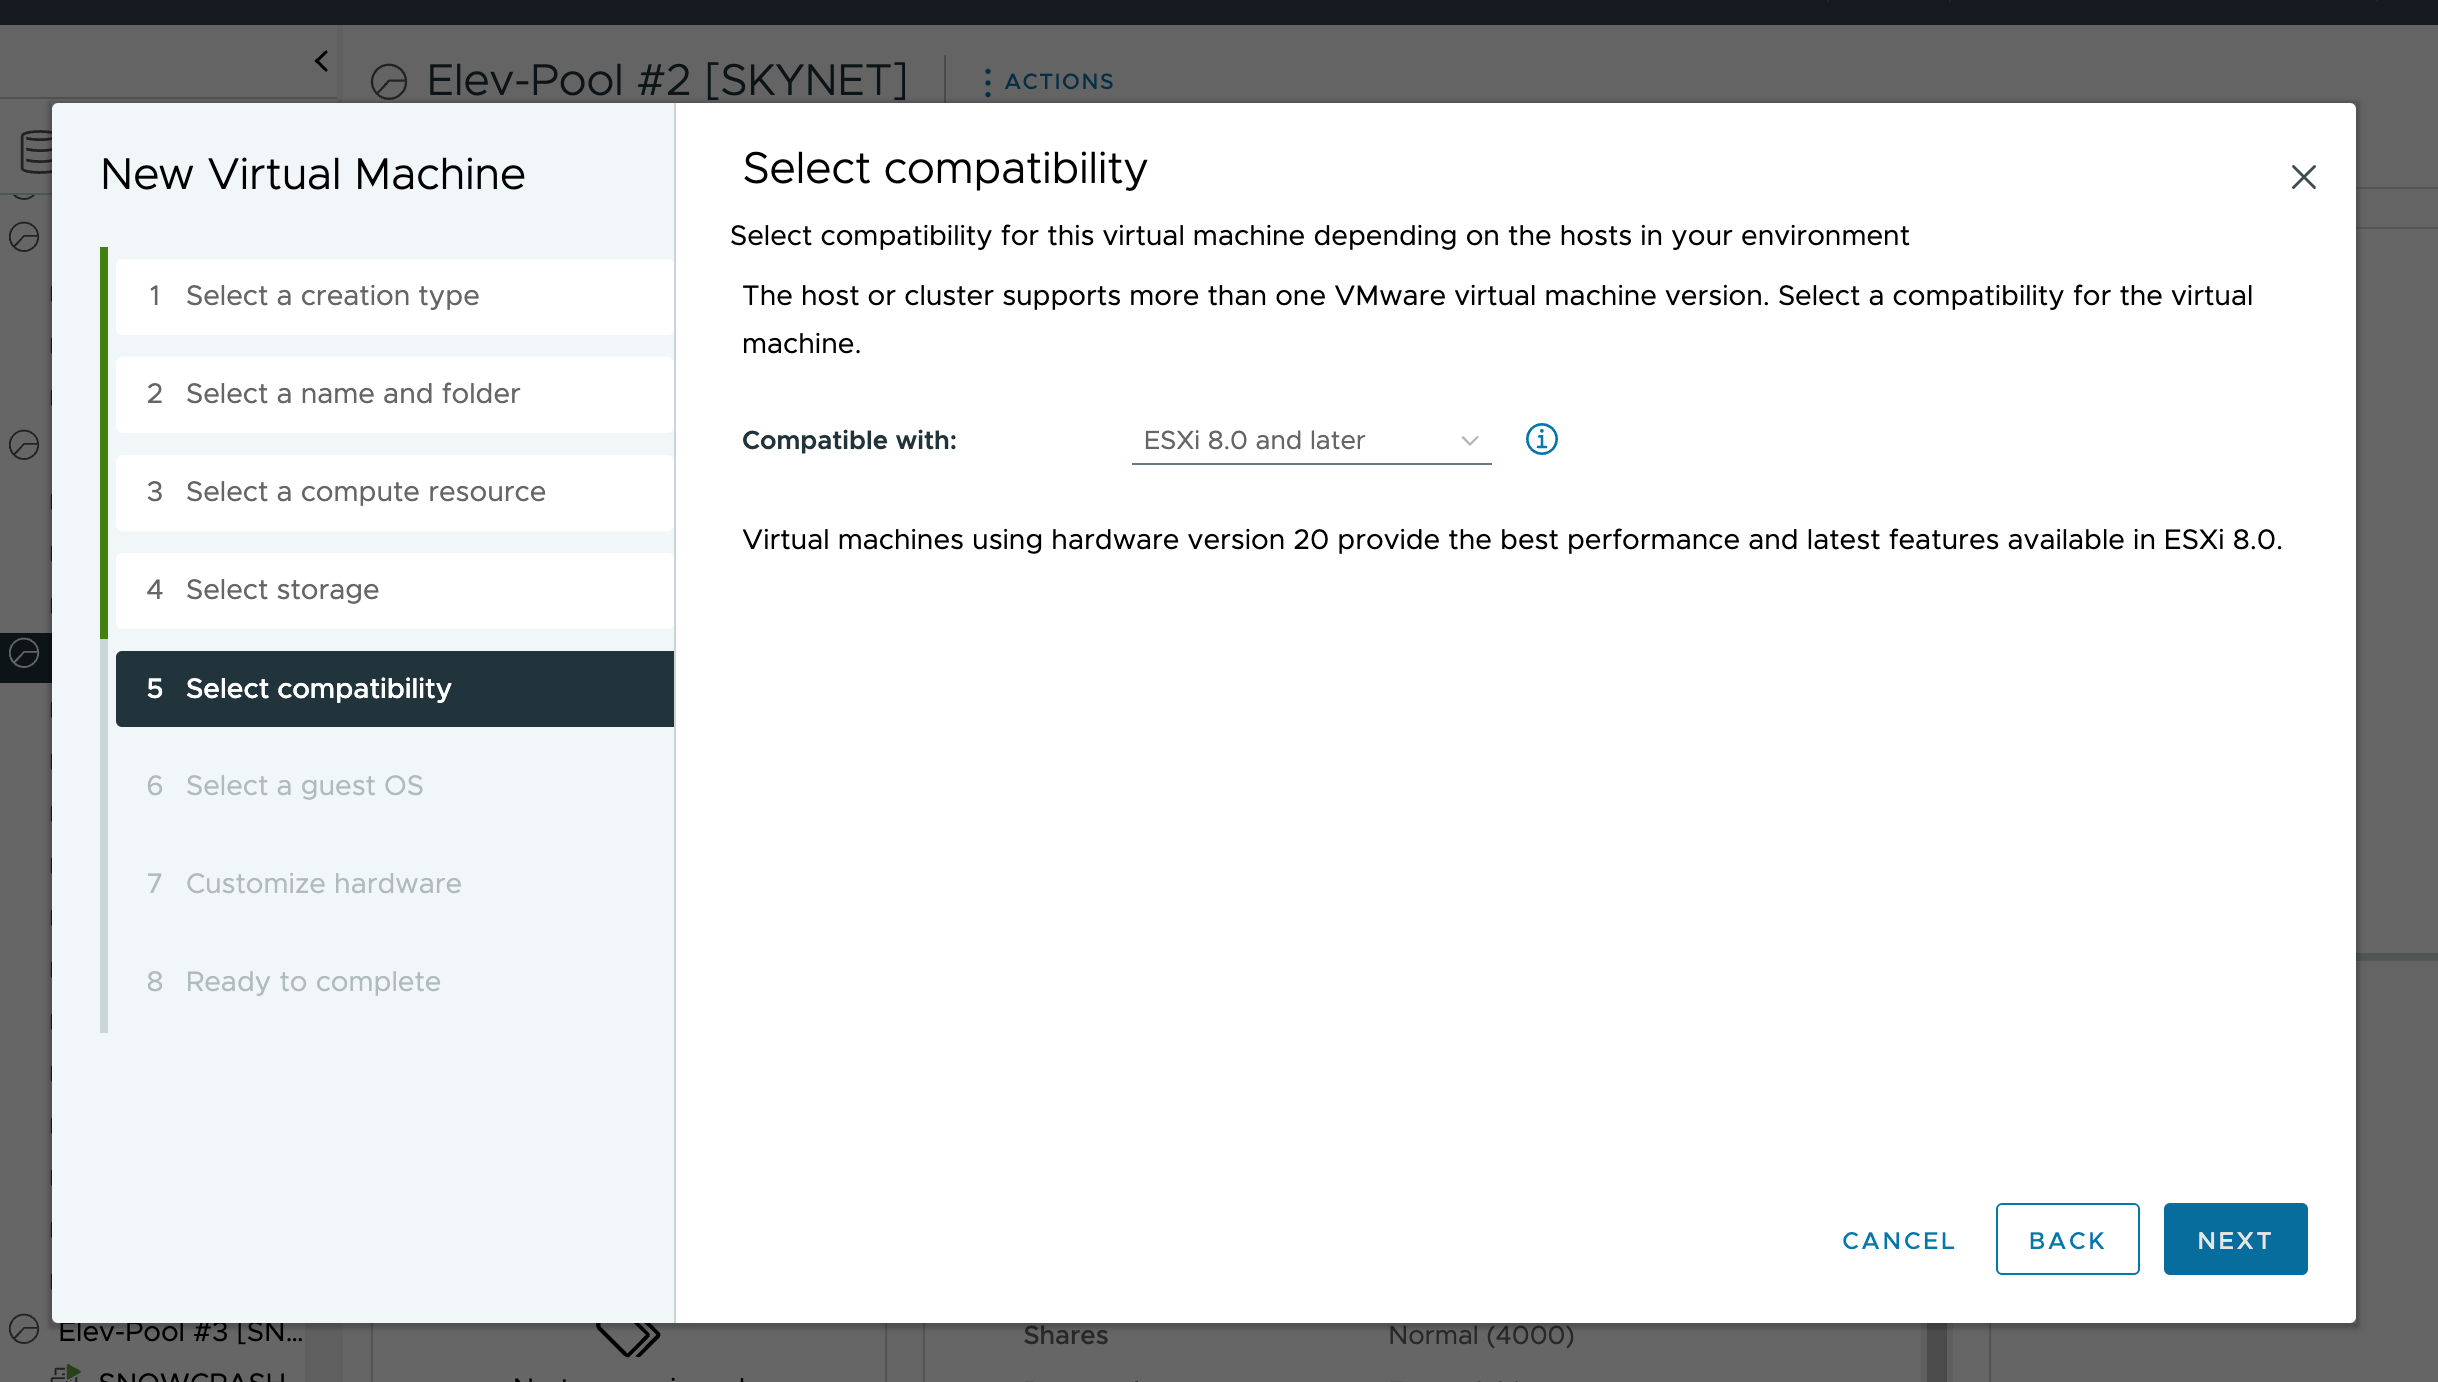 Elev-Pool #2 [SKYNET]
ACTIONS
New Virtual Machine
1 Select a creation type
2 Select a name and folder
3 Select a compute resource
4 Select storage
5 Select compatibility
6 Select a guest OS
7 Customize hardware
8 Ready to complete
Select compatibility
Select compatibility for this virtual machine depending on the hosts in your environment
The host or cluster supports more than one VMware virtual machine version. Select a compatibility for the virtual
machine.
Compatible with: ESXi 8.0 and later
Virtual machines using hardware version 20 provide the best performance and latest features available in ESXi 8.0.
CANCEL BACK NEXT
Elev-Pool #3 [SN...
SNOWCRASH
Shares Normal (4000)